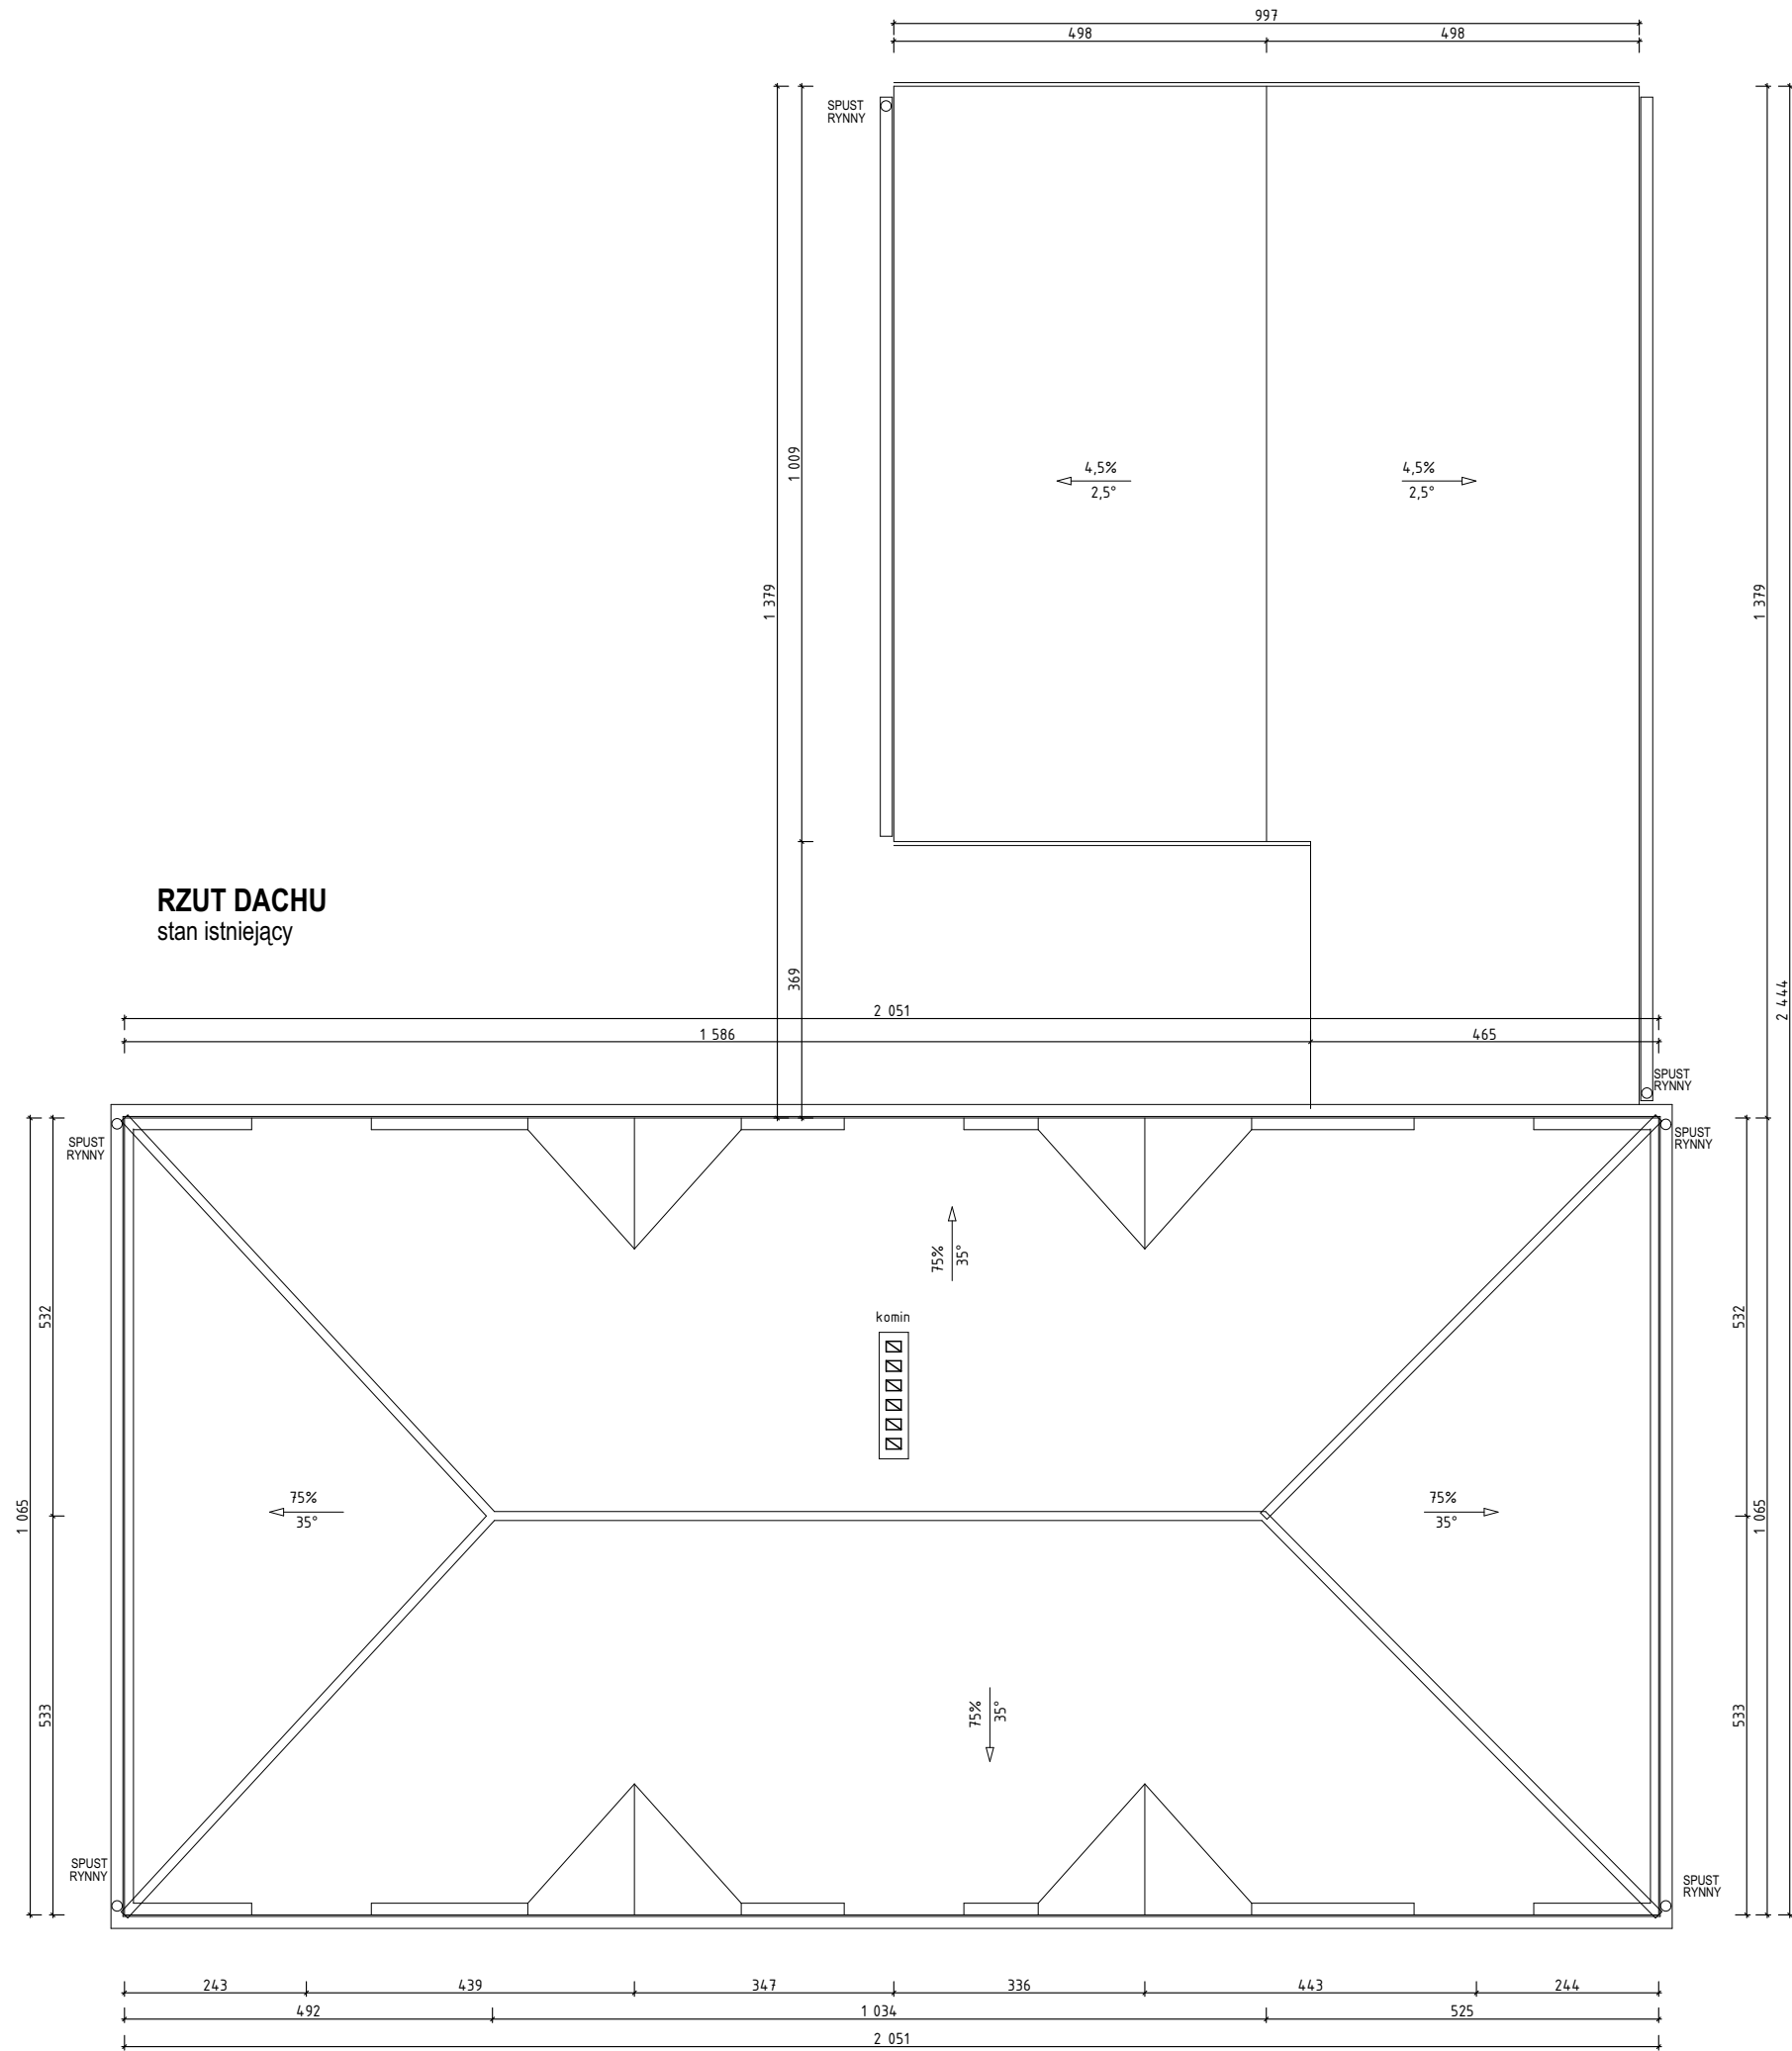 997
498 498
SPUST
RYNNY
4,5%
2,5°
4,5%
2,5°
1 009
1 379
1 379
369
2 444
RZUT DACHU
stan istniejący
2 051
1 586 465
SPUST
RYNNY
SPUST
RYNNY
SPUST
RYNNY
75%
35°
komin
532
532
1 065
1 065
75%
35°
75%
35°
533
533
75%
35°
SPUST
RYNNY
SPUST
RYNNY
243 439 347 336 443 244
492 1 034 525
2 051